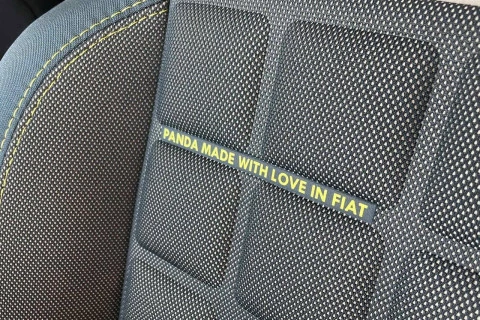 PANDA MADE WITH LOVE IN FIAT